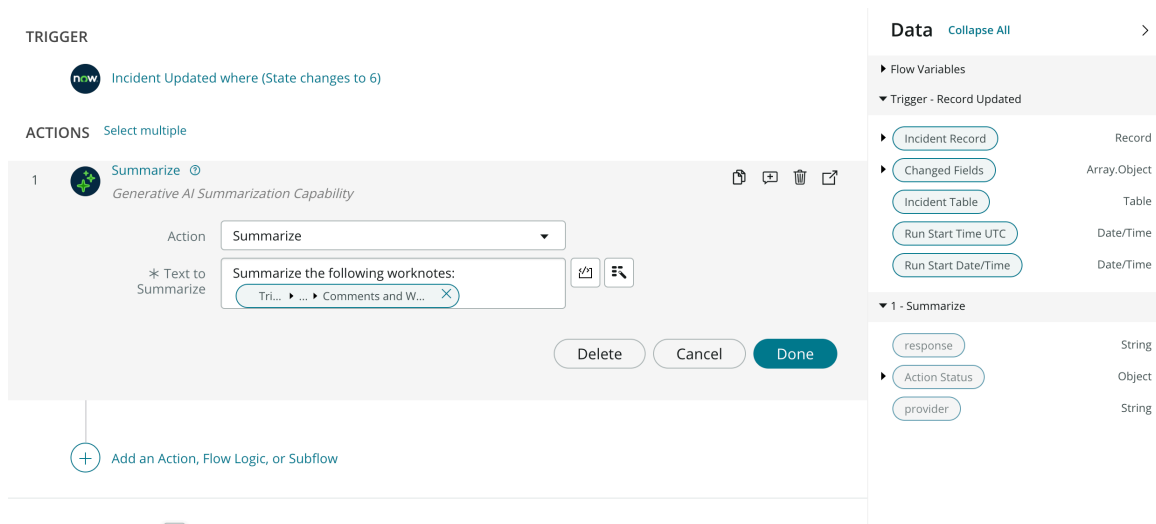 TRIGGER
now
Incident Updated where (State changes to 6)
ACTIONS Select multiple
1
Summarize
Generative AI Summarization Capability
Action
Summarize
* Text to Summarize
Summarize the following worknotes:
Tri... ▸ ... ▸ Comments and W...
Delete
Cancel
Done
Add an Action, Flow Logic, or Subflow
Data Collapse All
Flow Variables
Trigger - Record Updated
Incident Record Record
Changed Fields Array.Object
Incident Table Table
Run Start Time UTC Date/Time
Run Start Date/Time Date/Time
1 - Summarize
response String
Action Status Object
provider String